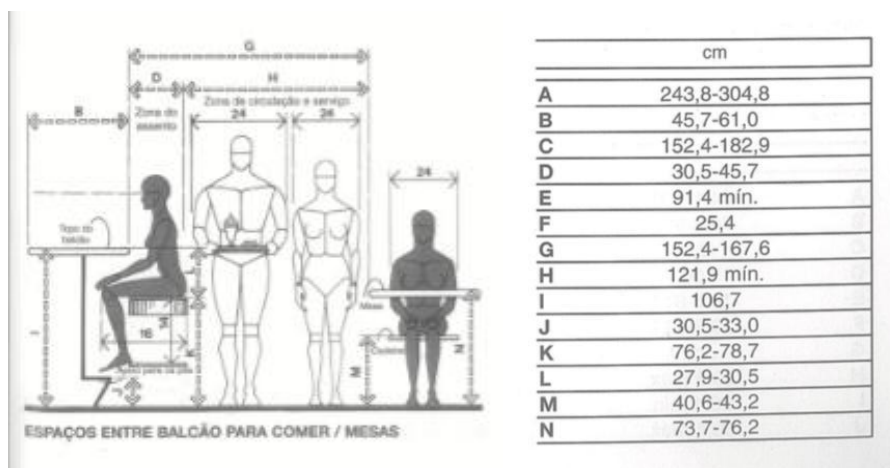 G
D
H
B
Zona do
assento
Zona de circulação e serviço
24
24
24
Topo do
balcão
L
I
14
16
K
J
Mesa
M
N
ESPAÇOS ENTRE BALCÃO PARA COMER / MESAS
cm
A 243,8-304,8
B 45,7-61,0
C 152,4-182,9
D 30,5-45,7
E 91,4 mín.
F 25,4
G 152,4-167,6
H 121,9 mín.
I 106,7
J 30,5-33,0
K 76,2-78,7
L 27,9-30,5
M 40,6-43,2
N 73,7-76,2